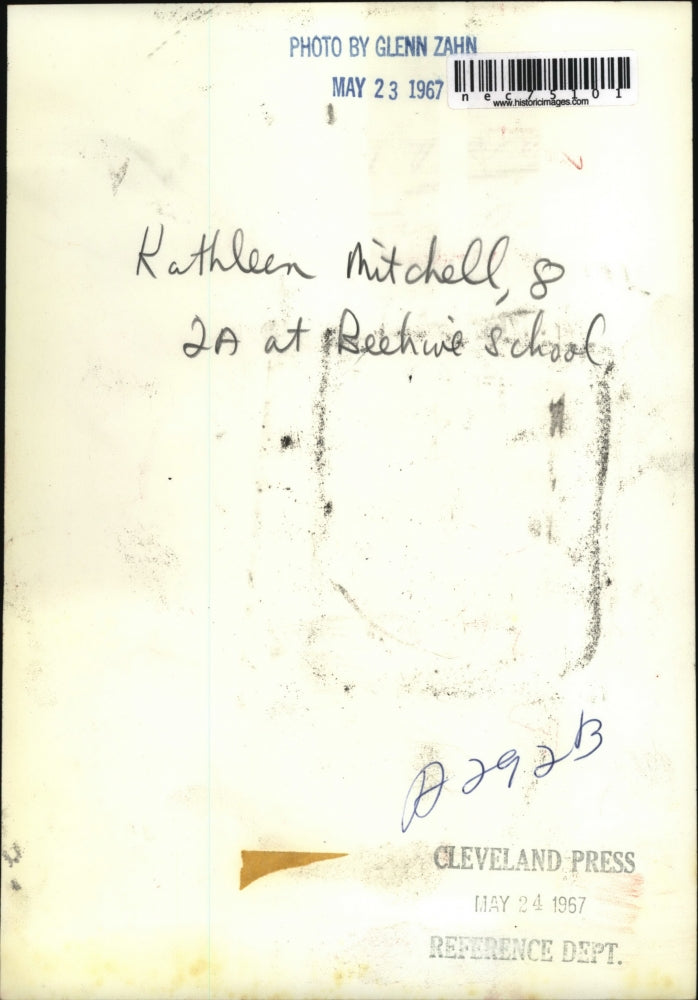 PHOTO BY GLENN ZAHN
MAY 23 1967
nec75101
www.historicimages.com
Kathleen Mitchell, 8
2A at Beehive School
A292B
CLEVELAND PRESS
MAY 24 1967
REFERENCE DEPT.